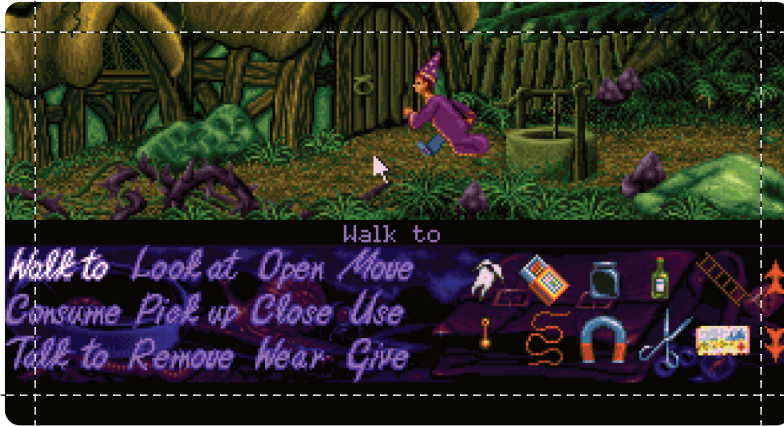 Walk to
Walk to Look at Open Move
Consume Pick up Close Use
Talk to Remove Wear Give